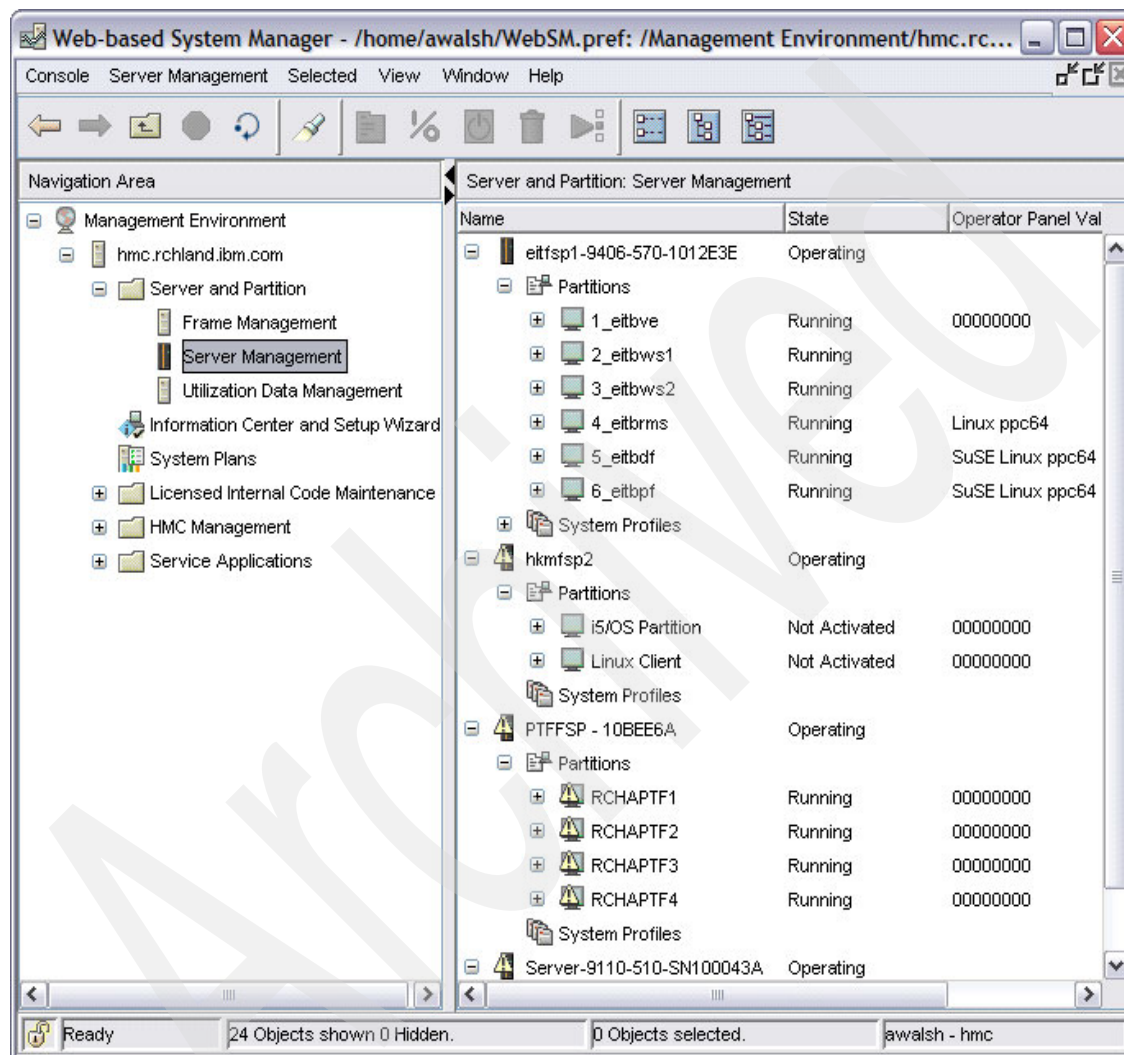 Web-based System Manager - /home/awalsh/WebSM.pref: /Management Environment/hmc.rc...
Console Server Management Selected View Window Help
Navigation Area
Management Environment
hmc.rchland.ibm.com
Server and Partition
Frame Management
Server Management
Utilization Data Management
Information Center and Setup Wizard
System Plans
Licensed Internal Code Maintenance
HMC Management
Service Applications
Server and Partition: Server Management
Name State Operator Panel Val
eitfsp1-9406-570-1012E3E Operating
Partitions
1_eitbve Running 00000000
2_eitbws1 Running
3_eitbws2 Running
4_eitbrms Running Linux ppc64
5_eitbdf Running SuSE Linux ppc64
6_eitbpf Running SuSE Linux ppc64
System Profiles
hkmfsp2 Operating
Partitions
i5/OS Partition Not Activated 00000000
Linux Client Not Activated 00000000
System Profiles
PTFFSP - 10BEE6A Operating
Partitions
RCHAPTF1 Running 00000000
RCHAPTF2 Running 00000000
RCHAPTF3 Running 00000000
RCHAPTF4 Running 00000000
System Profiles
Server-9110-510-SN100043A Operating
Ready 24 Objects shown 0 Hidden. 0 Objects selected. awalsh - hmc
Archived